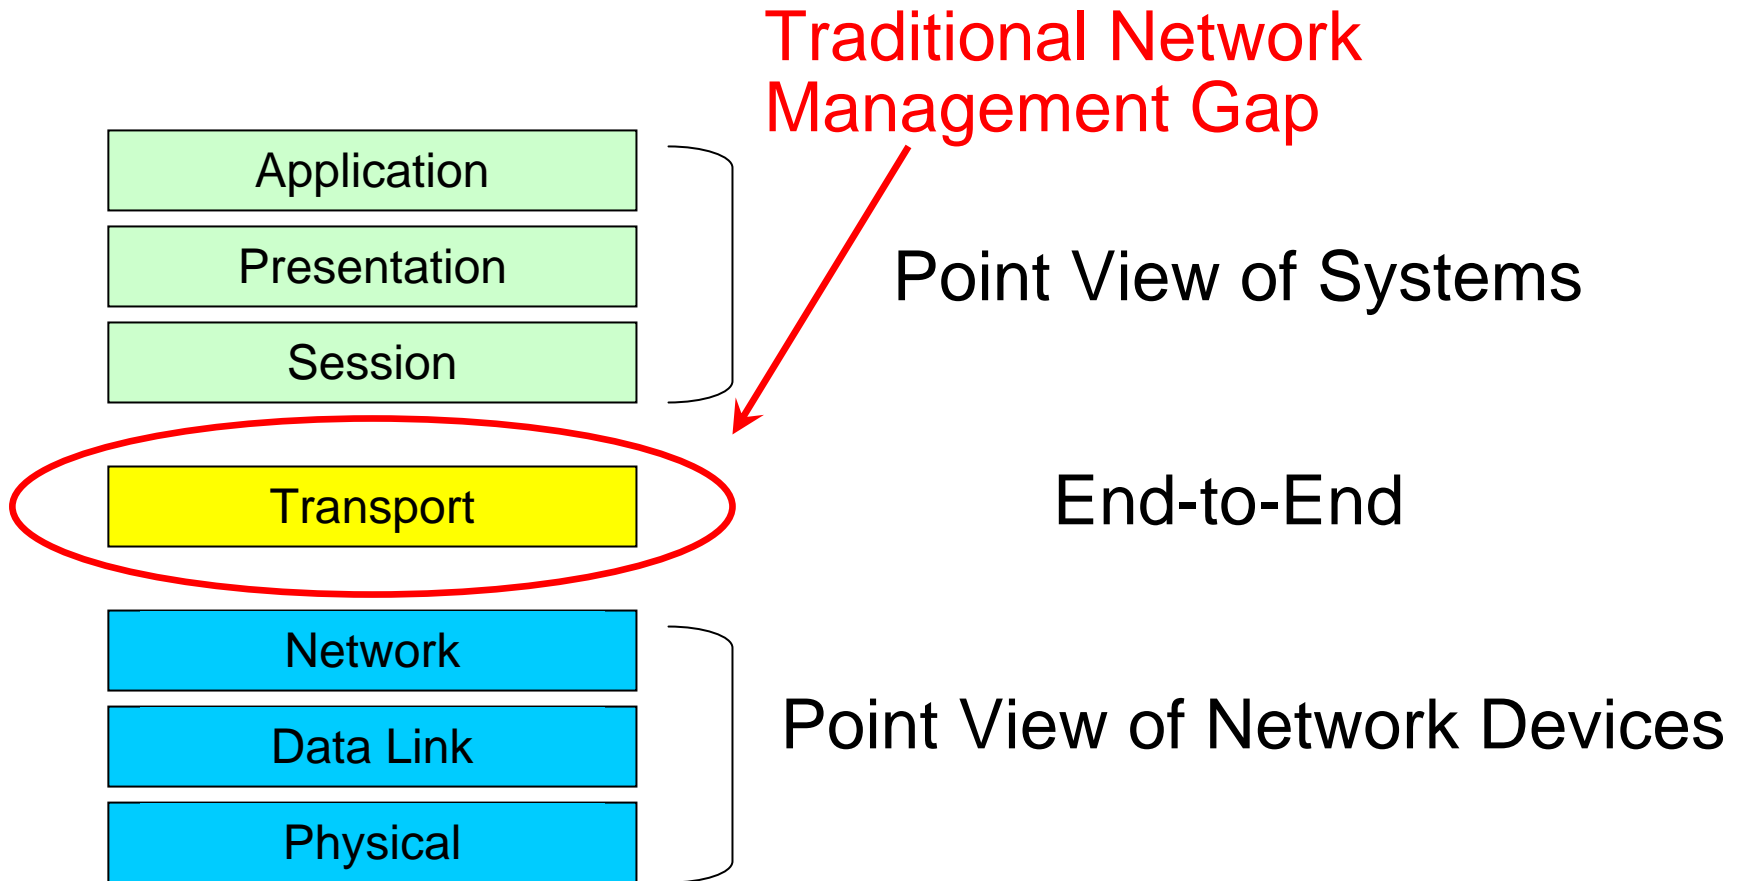 Traditional Network
Management Gap
Application
Presentation
Session
Point View of Systems
Transport
End-to-End
Network
Data Link
Physical
Point View of Network Devices